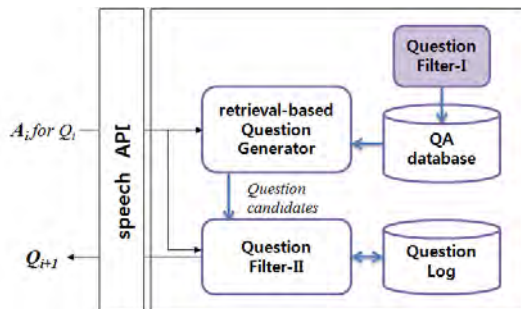 Question
Filter-I
retrieval-based
Question
Generator
QA
database
A_i for Q_i
speech API
Question
candidates
Q_{i+1}
Question
Filter-II
Question
Log